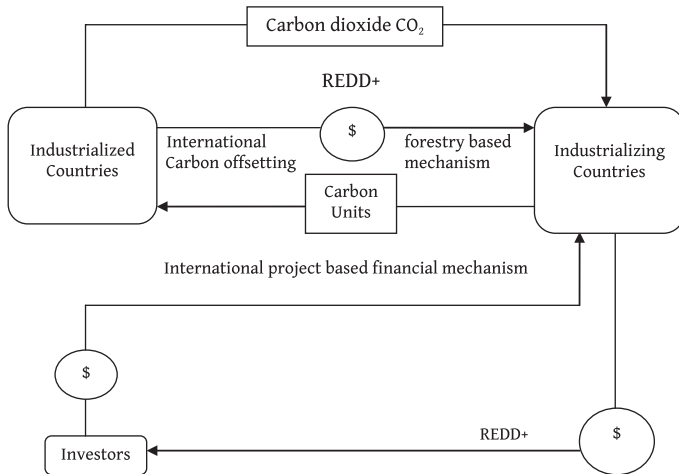 Carbon dioxide CO₂
REDD+
Industrialized
Countries
International
Carbon offsetting
$
forestry based
mechanism
Industrializing
Countries
Carbon
Units
International project based financial mechanism
$
Investors
REDD+
$